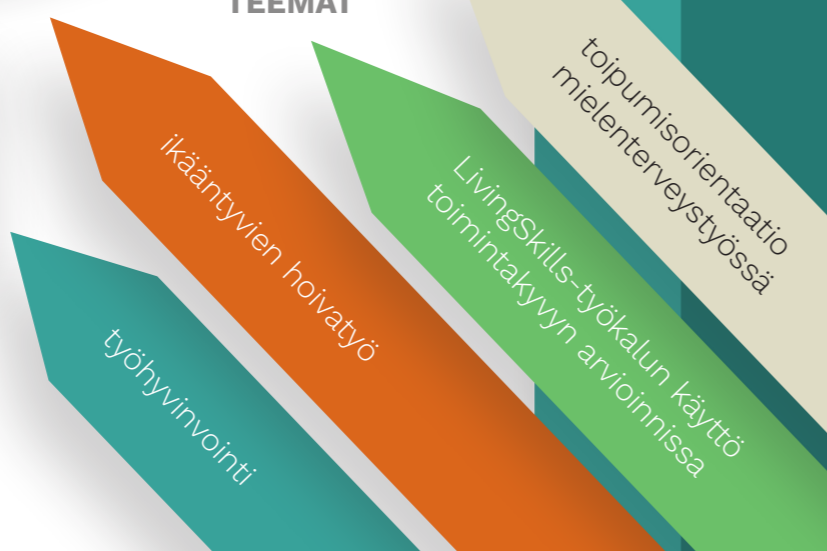 TEEMAT
työhyvinvointi
ikääntyvien hoivatyö
LivingSkills-työkalun käyttö
toimintakyvyn arvioinnissa
toipumisorientaatio
mielenterveystyössä